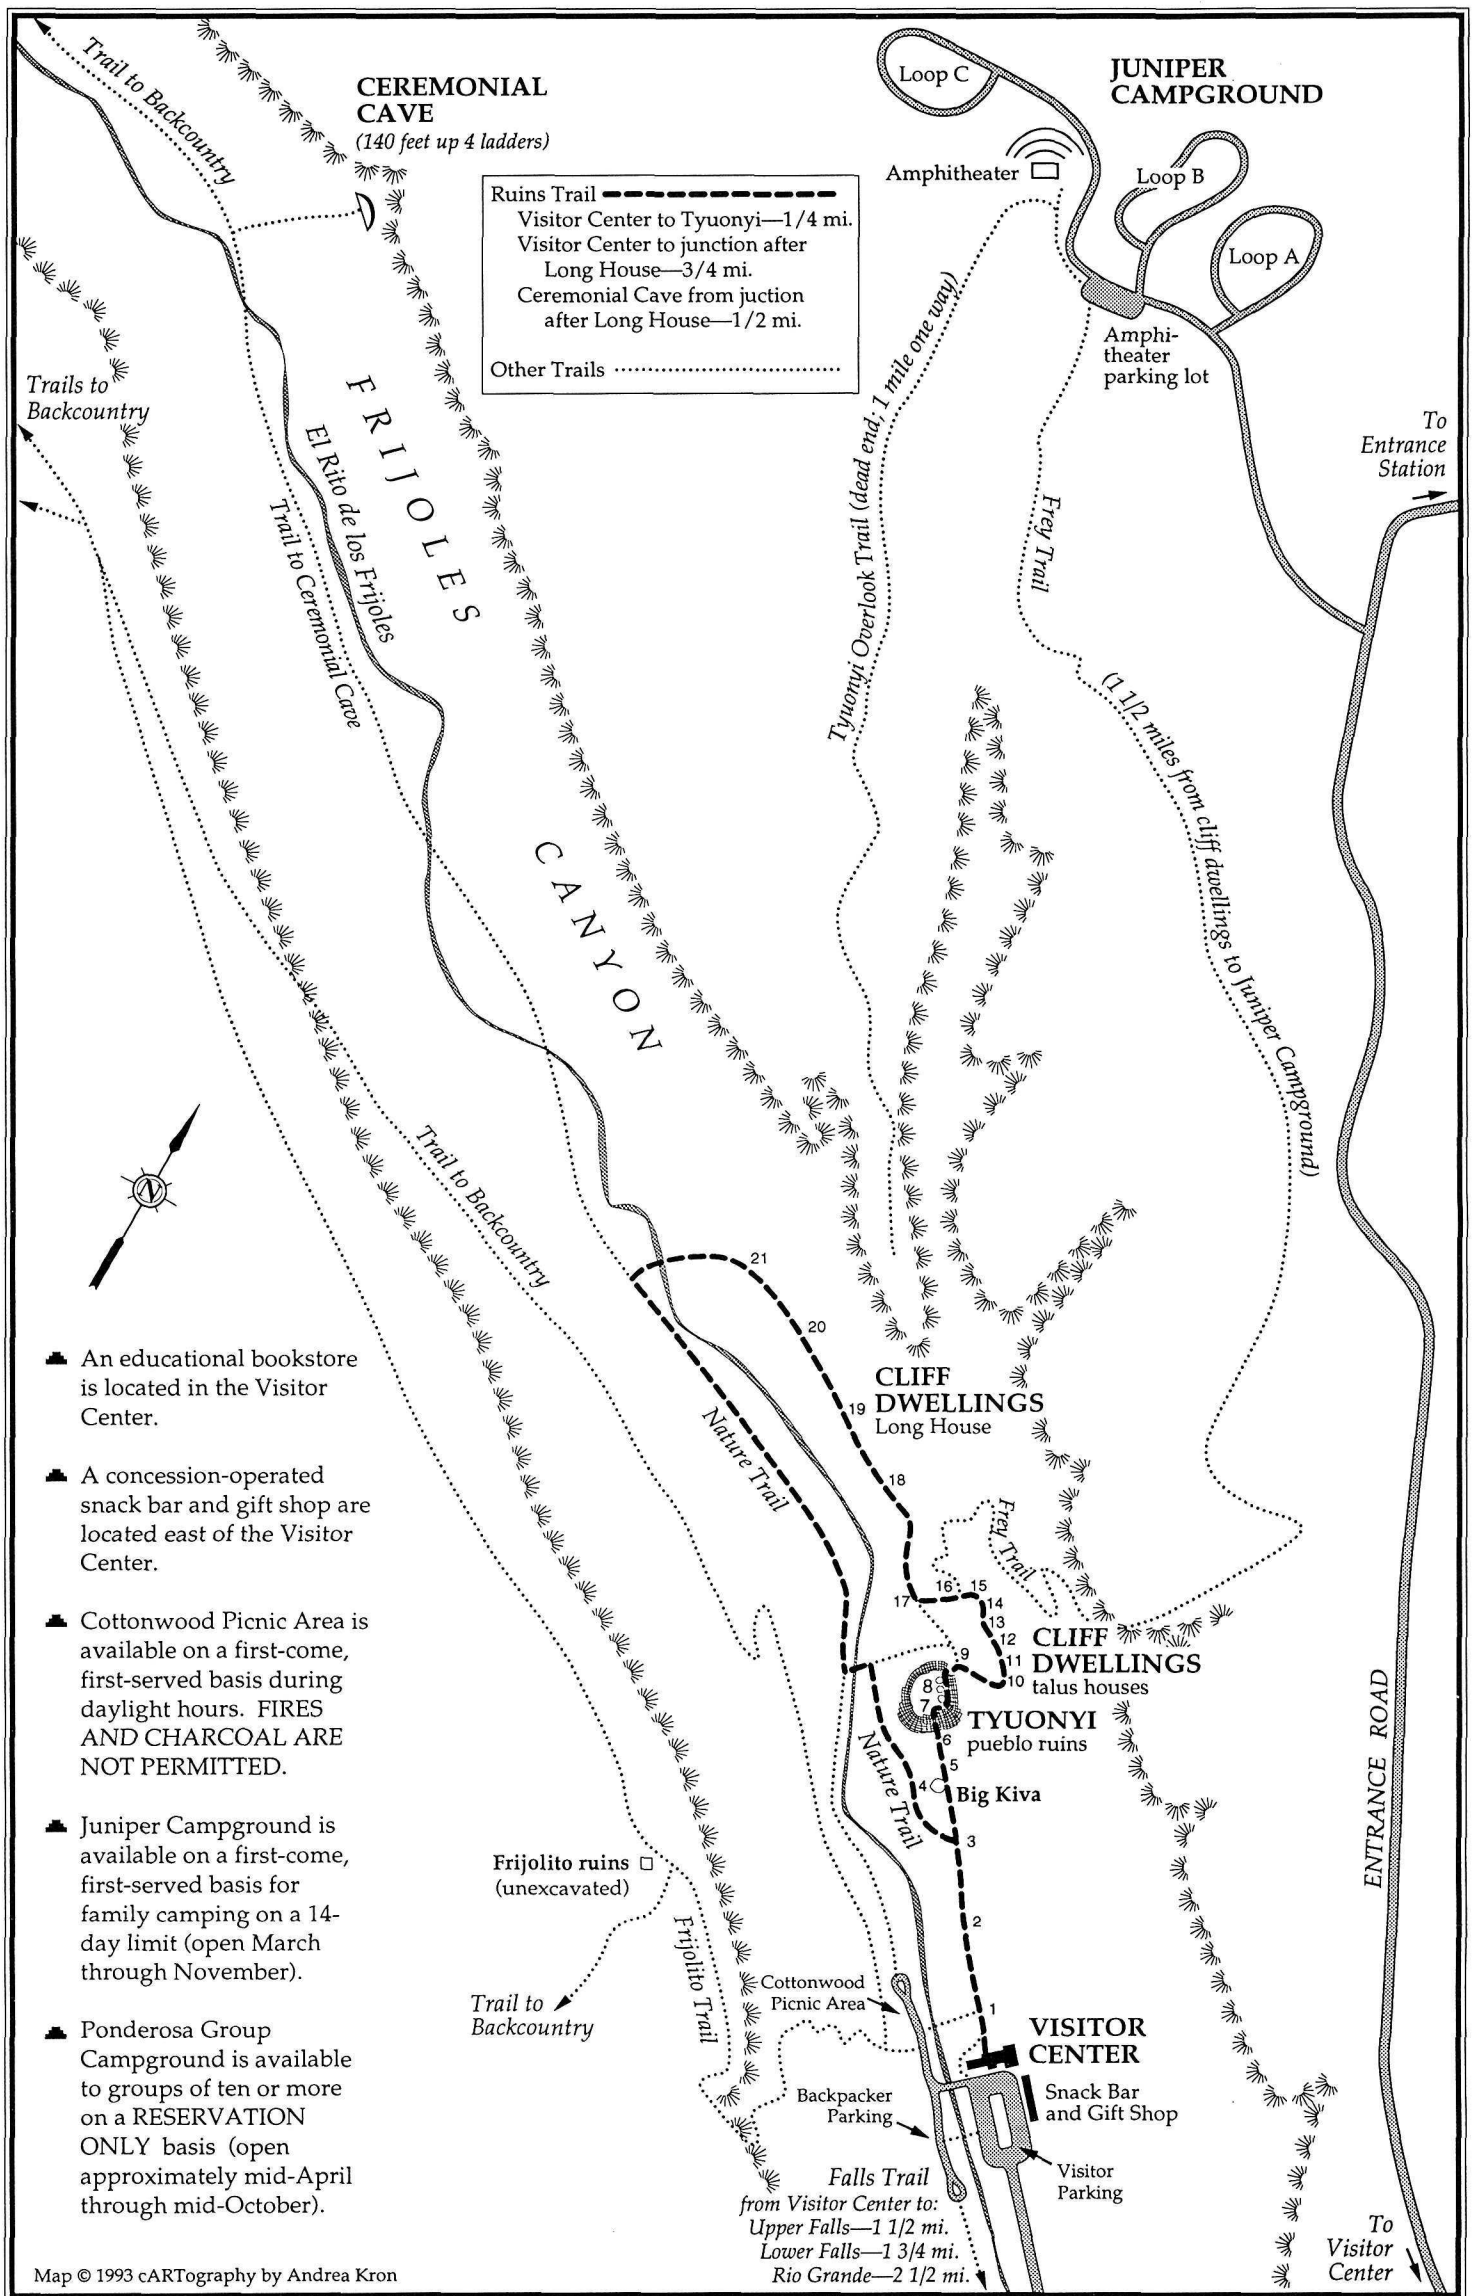 Trail to Backcountry
CEREMONIAL
CAVE
(140 feet up 4 ladders)
Loop C
JUNIPER
CAMPGROUND
Amphitheater
Loop B
Loop A
Amphi-
theater
parking lot
Ruins Trail
Visitor Center to Tyuonyi—1/4 mi.
Visitor Center to junction after
Long House—3/4 mi.
Ceremonial Cave from juction
after Long House—1/2 mi.
Other Trails
Trails to
Backcountry
To
Entrance
Station
FRIJOLES
CANYON
El Rito de los Frijoles
Trail to Ceremonial Cave
Tyuonyi Overlook Trail (dead end; 1 mile one way)
Frey Trail
(1 1/2 miles from cliff dwellings to Juniper Campground)
N
Trail to Backcountry
21
20
19
18
CLIFF
DWELLINGS
Long House
Nature Trail
Frey Trail
17
16
15
14
13
12
11
10
9
8
7
6
5
4
3
2
1
CLIFF
DWELLINGS
talus houses
TYUONYI
pueblo ruins
Big Kiva
Nature Trail
ENTRANCE ROAD
Frijolito ruins
(unexcavated)
Frijolito Trail
Trail to
Backcountry
Cottonwood
Picnic Area
VISITOR
CENTER
Snack Bar
and Gift Shop
Backpacker
Parking
Visitor
Parking
Falls Trail
from Visitor Center to:
Upper Falls—1 1/2 mi.
Lower Falls—1 3/4 mi.
Rio Grande—2 1/2 mi.
To
Visitor
Center
An educational bookstore
is located in the Visitor
Center.
A concession-operated
snack bar and gift shop are
located east of the Visitor
Center.
Cottonwood Picnic Area is
available on a first-come,
first-served basis during
daylight hours. FIRES
AND CHARCOAL ARE
NOT PERMITTED.
Juniper Campground is
available on a first-come,
first-served basis for
family camping on a 14-
day limit (open March
through November).
Ponderosa Group
Campground is available
to groups of ten or more
on a RESERVATION
ONLY basis (open
approximately mid-April
through mid-October).
Map © 1993 cARTography by Andrea Kron